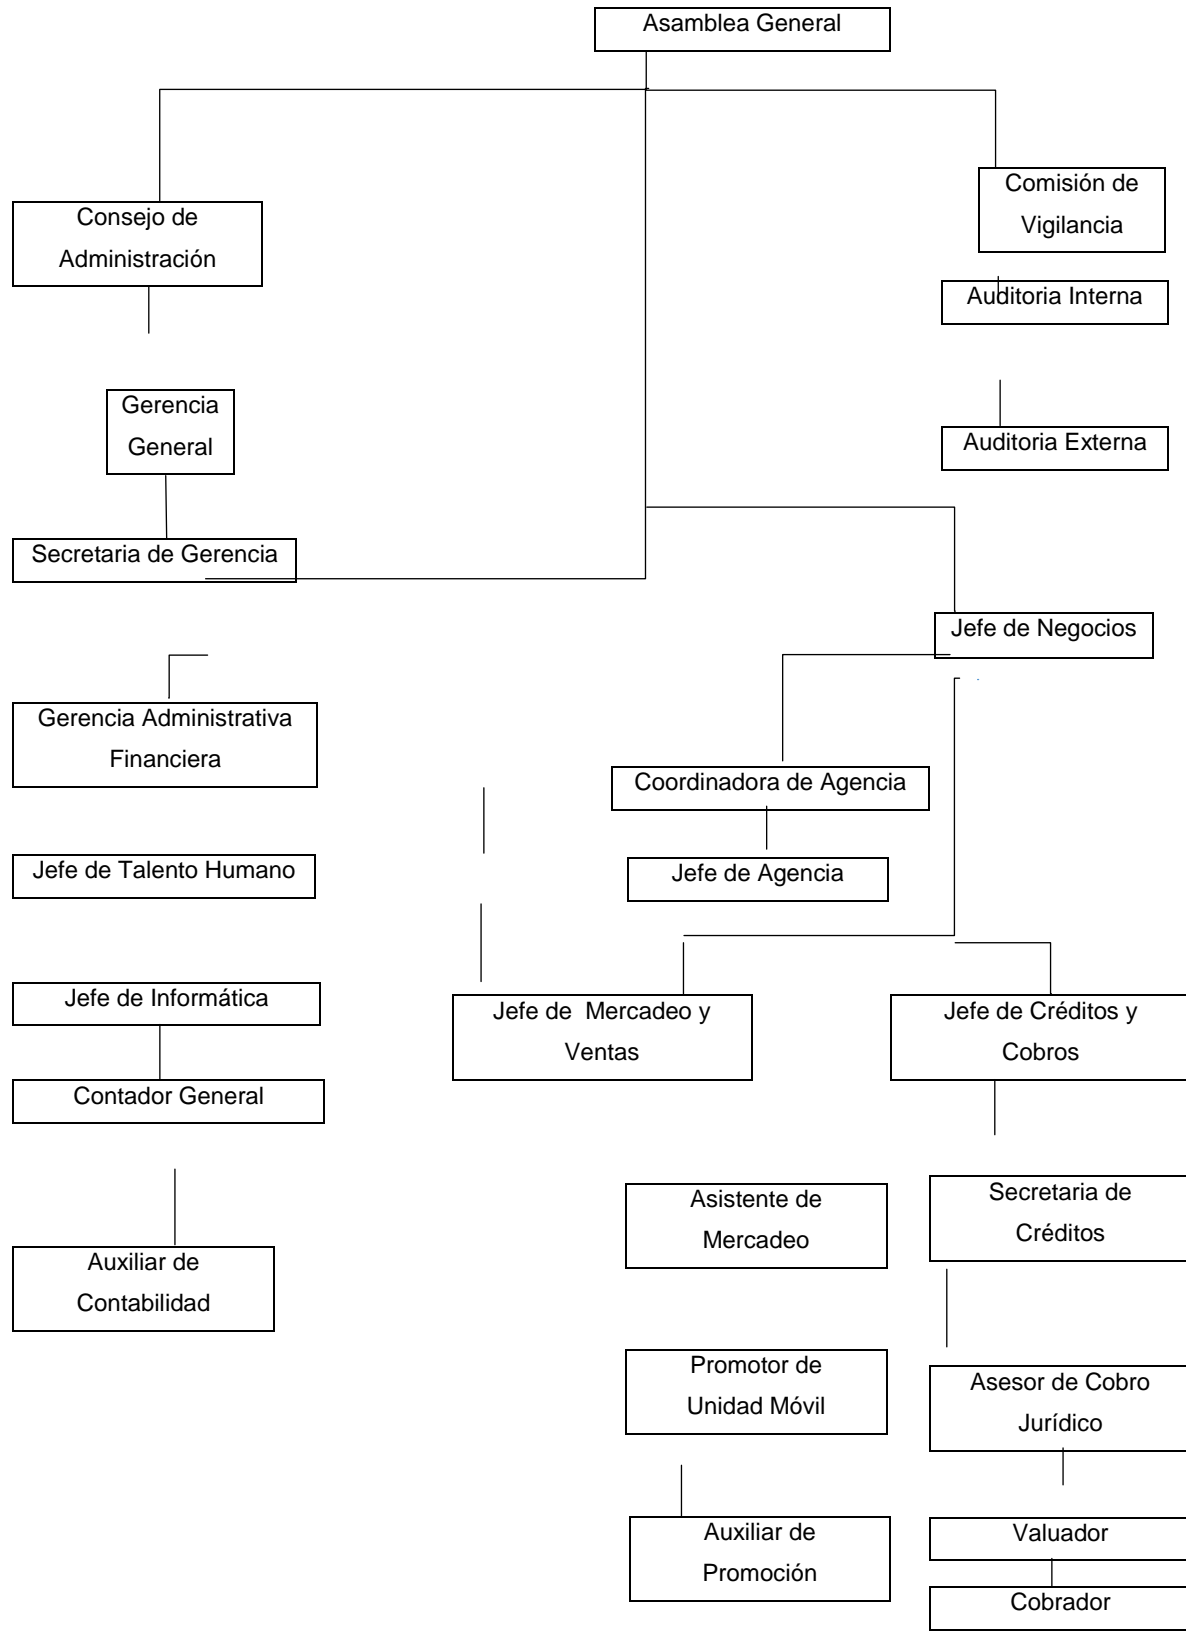 Asamblea General
Consejo de
Administración
Comisión de
Vigilancia
Auditoria Interna
Gerencia
General
Auditoria Externa
Secretaria de Gerencia
Jefe de Negocios
Gerencia Administrativa
Financiera
Coordinadora de Agencia
Jefe de Talento Humano
Jefe de Agencia
Jefe de Informática
Jefe de  Mercadeo y
Ventas
Jefe de Créditos y
Cobros
Contador General
Asistente de
Mercadeo
Secretaria de
Créditos
Auxiliar de
Contabilidad
Promotor de
Unidad Móvil
Asesor de Cobro
Jurídico
Auxiliar de
Promoción
Valuador
Cobrador